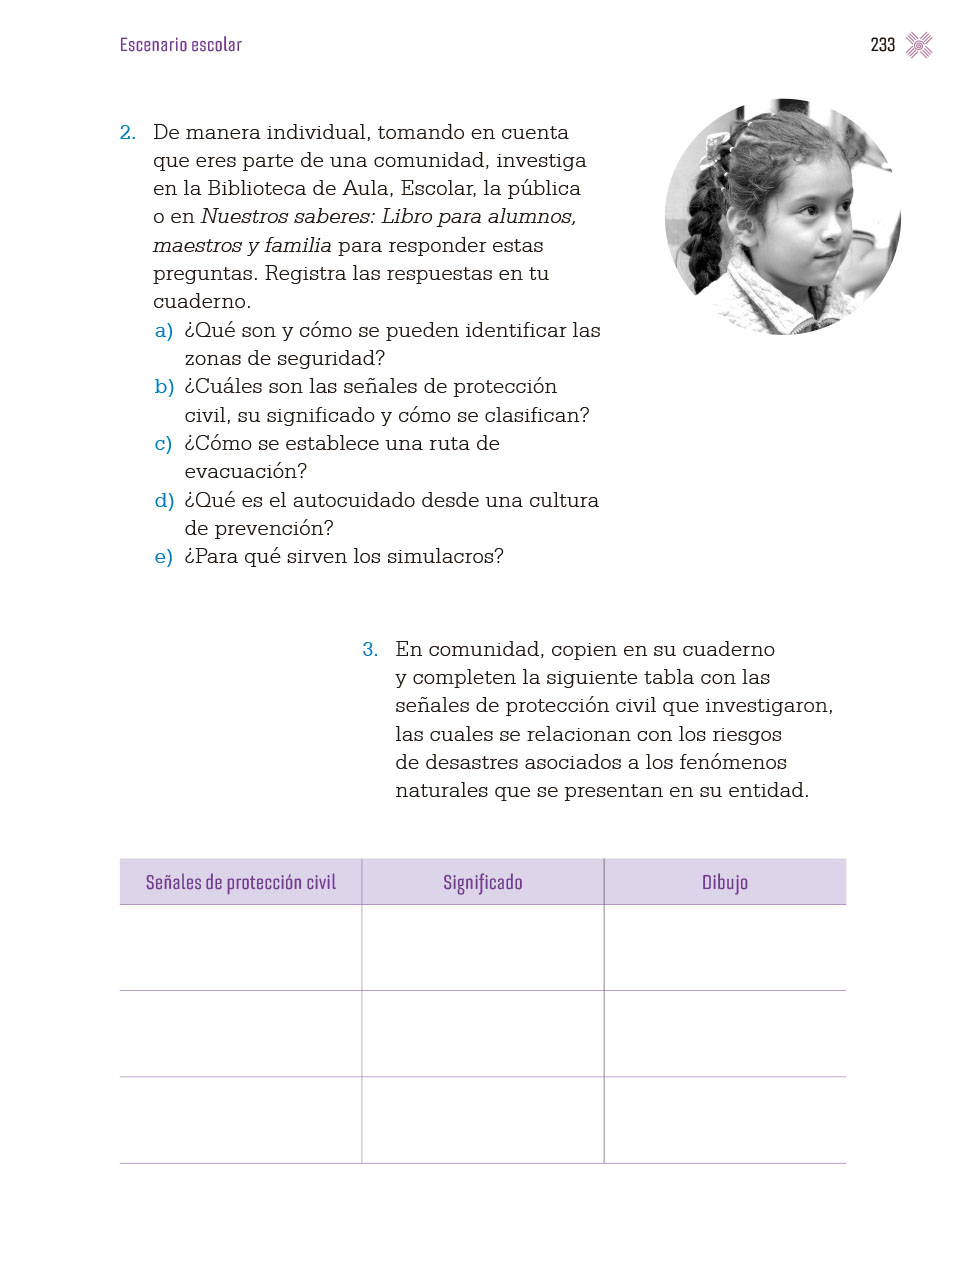 Escenario escolar
233
2. De manera individual, tomando en cuenta
que eres parte de una comunidad, investiga
en la Biblioteca de Aula, Escolar, la pública
o en Nuestros saberes: Libro para alumnos,
maestros y familia para responder estas
preguntas. Registra las respuestas en tu
cuaderno.
a) ¿Qué son y cómo se pueden identificar las
zonas de seguridad?
b) ¿Cuáles son las señales de protección
civil, su significado y cómo se clasifican?
c) ¿Cómo se establece una ruta de
evacuación?
d) ¿Qué es el autocuidado desde una cultura
de prevención?
e) ¿Para qué sirven los simulacros?
3. En comunidad, copien en su cuaderno
y completen la siguiente tabla con las
señales de protección civil que investigaron,
las cuales se relacionan con los riesgos
de desastres asociados a los fenómenos
naturales que se presentan en su entidad.
Señales de protección civil
Significado
Dibujo